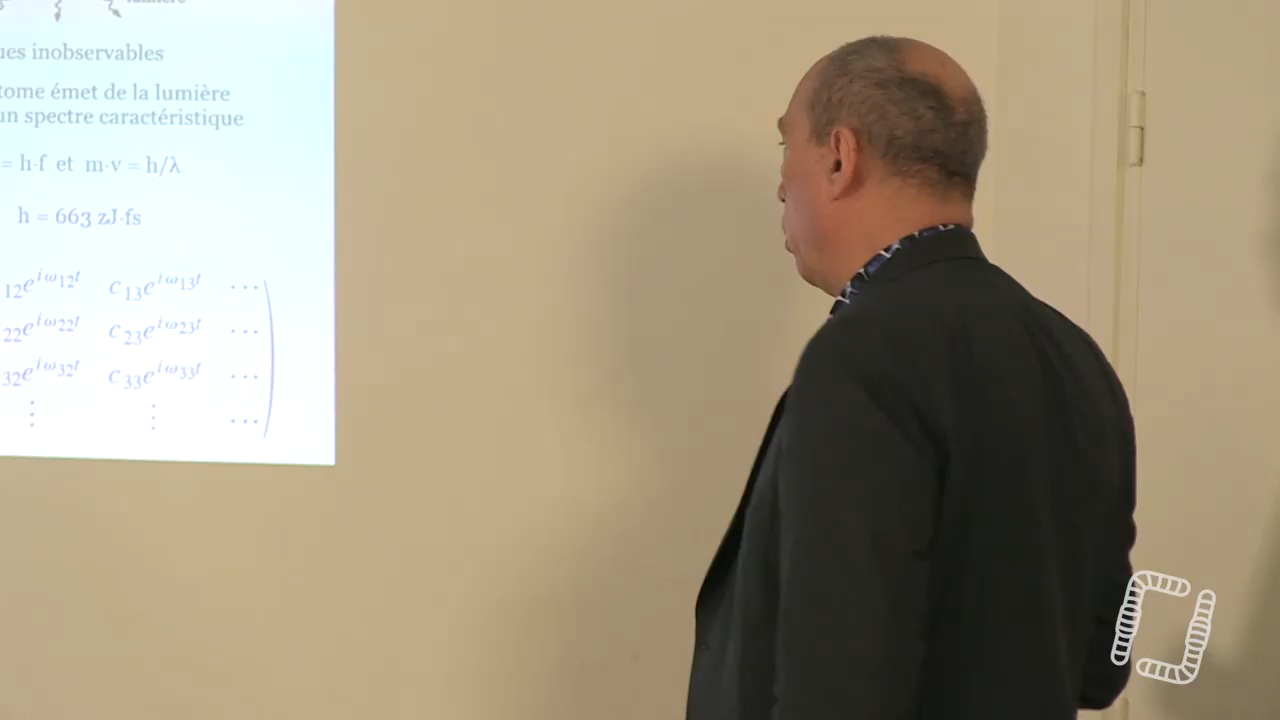 lumière
ues inobservables
tome émet de la lumière
un spectre caractéristique
= h·f et m·v = h/λ
h = 663 zJ·fs
₁₂e^{iω₁₂t} c₁₃e^{iω₁₃t} ⋯
₂₂e^{iω₂₂t} c₂₃e^{iω₂₃t} ⋯
₃₂e^{iω₃₂t} c₃₃e^{iω₃₃t} ⋯
⋮ ⋮ ⋯